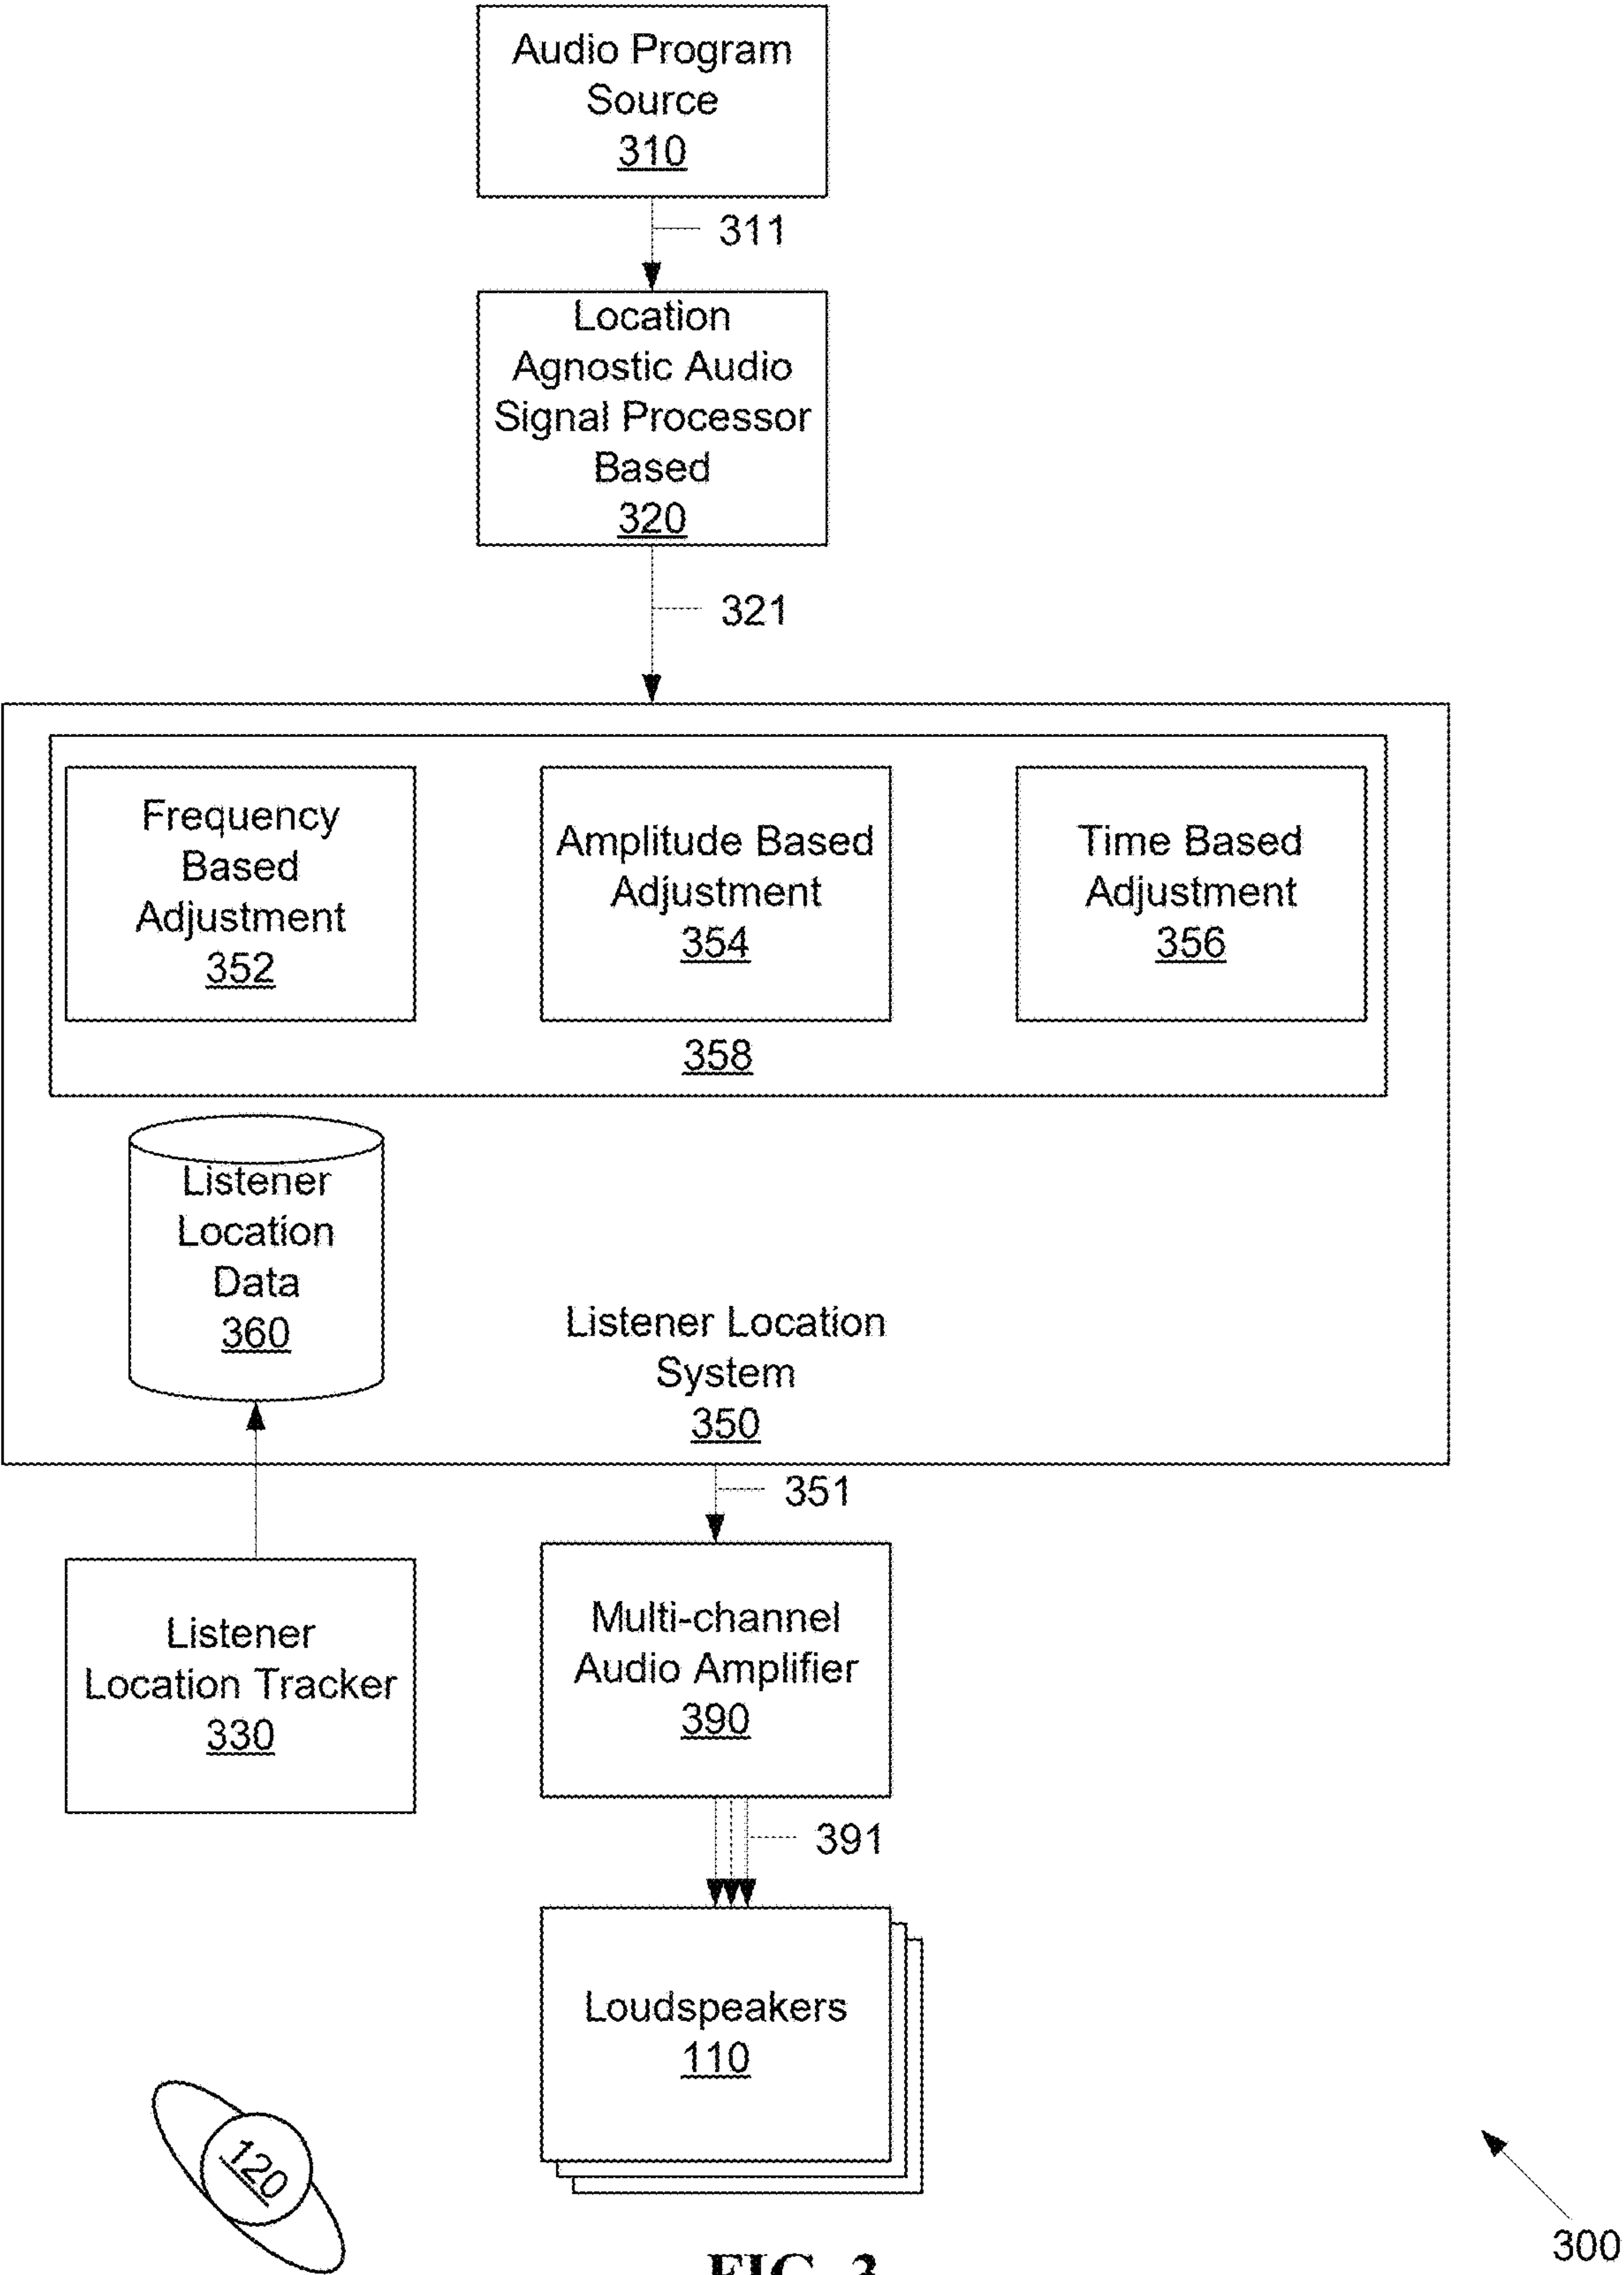 Audio Program
Source
310
311
Location
Agnostic Audio
Signal Processor
Based
320
321
Frequency
Based
Adjustment
352
Amplitude Based
Adjustment
354
Time Based
Adjustment
356
358
Listener
Location
Data
360
Listener Location
System
350
351
Listener
Location Tracker
330
Multi-channel
Audio Amplifier
390
391
Loudspeakers
110
120
300
FIG. 3